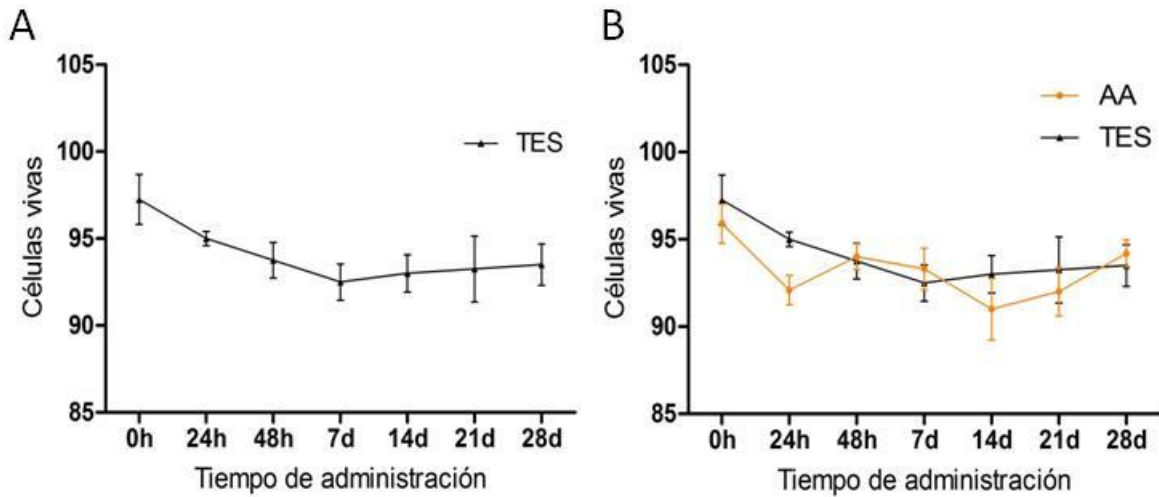 A
105
100
95
90
85
Células vivas
TES
0h 24h 48h 7d 14d 21d 28d
Tiempo de administración
B
105
100
95
90
85
Células vivas
AA
TES
0h 24h 48h 7d 14d 21d 28d
Tiempo de administración